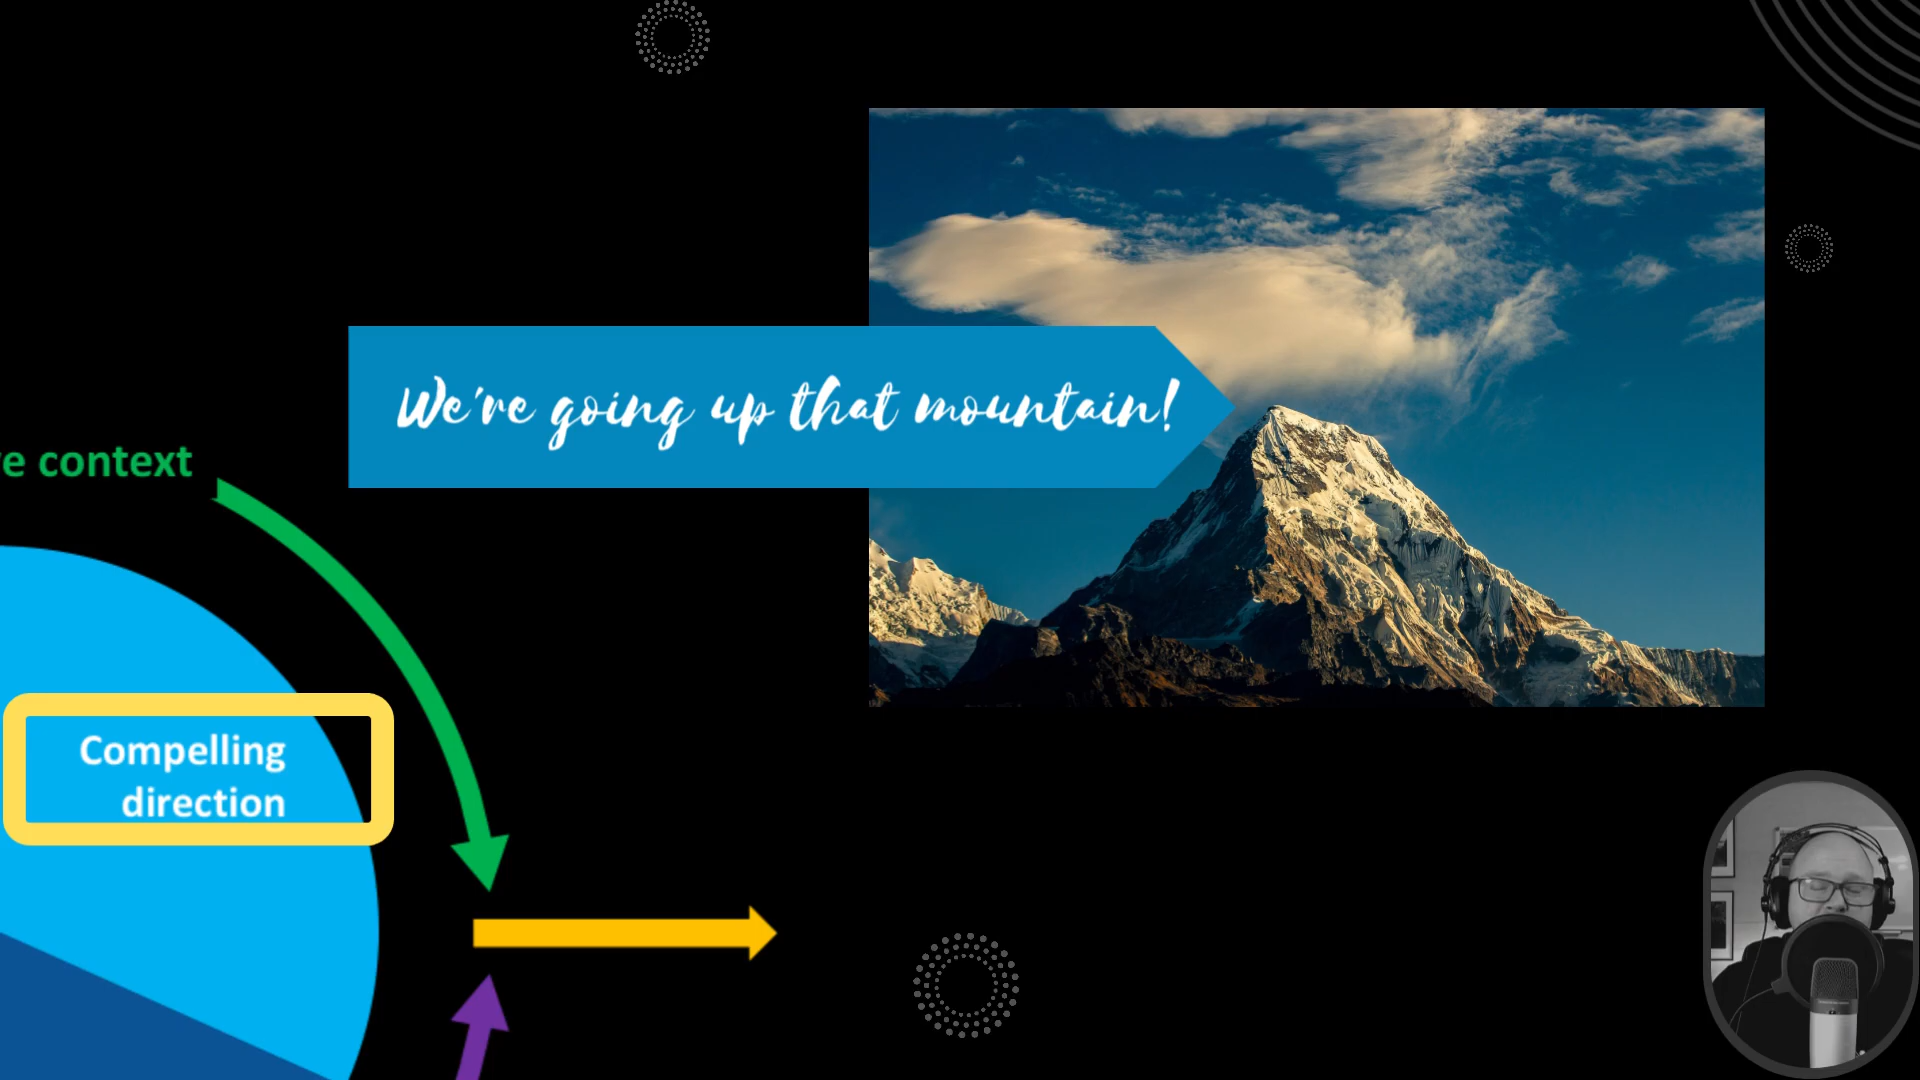 We're going up that mountain!
context
Compelling
direction